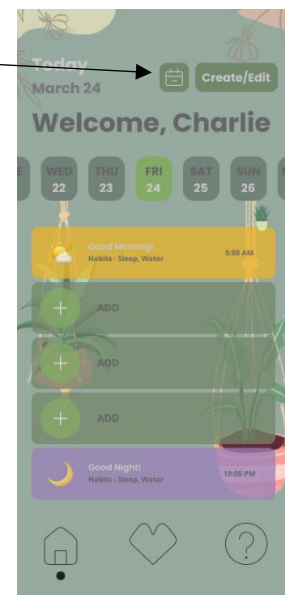 Today
March 24
Create/Edit
Welcome, Charlie
WED THU FRI SAT SUN
22 23 24 25 26
Good Morning!
Habits - Sleep, Water
5:00 AM
ADD
ADD
ADD
Good Night!
Habits - Sleep, Water
10:00 PM
?